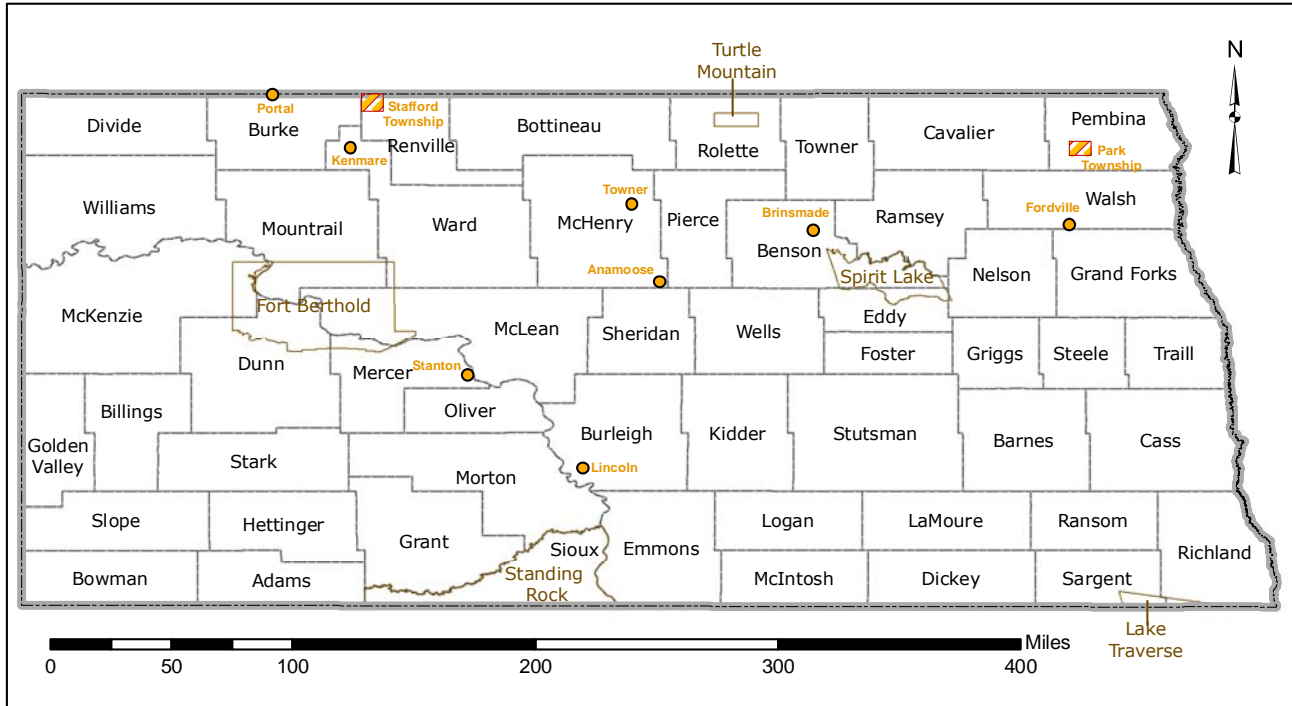 Turtle
Mountain
N
Portal
Stafford
Township
Divide
Burke
Renville
Bottineau
Rolette
Towner
Cavalier
Pembina
Park
Township
Kenmare
Williams
Mountrail
Ward
Towner
McHenry
Pierce
Brinsmade
Benson
Ramsey
Fordville
Walsh
Anamoose
Spirit Lake
Nelson
Grand Forks
McKenzie
Fort Berthold
McLean
Sheridan
Wells
Eddy
Foster
Griggs
Steele
Traill
Dunn
Mercer
Stanton
Oliver
Billings
Golden
Valley
Stark
Morton
Burleigh
Lincoln
Kidder
Stutsman
Barnes
Cass
Slope
Hettinger
Grant
Sioux
Emmons
Logan
LaMoure
Ransom
Richland
Bowman
Adams
Standing
Rock
McIntosh
Dickey
Sargent
Lake
Traverse
Miles
0 50 100 200 300 400